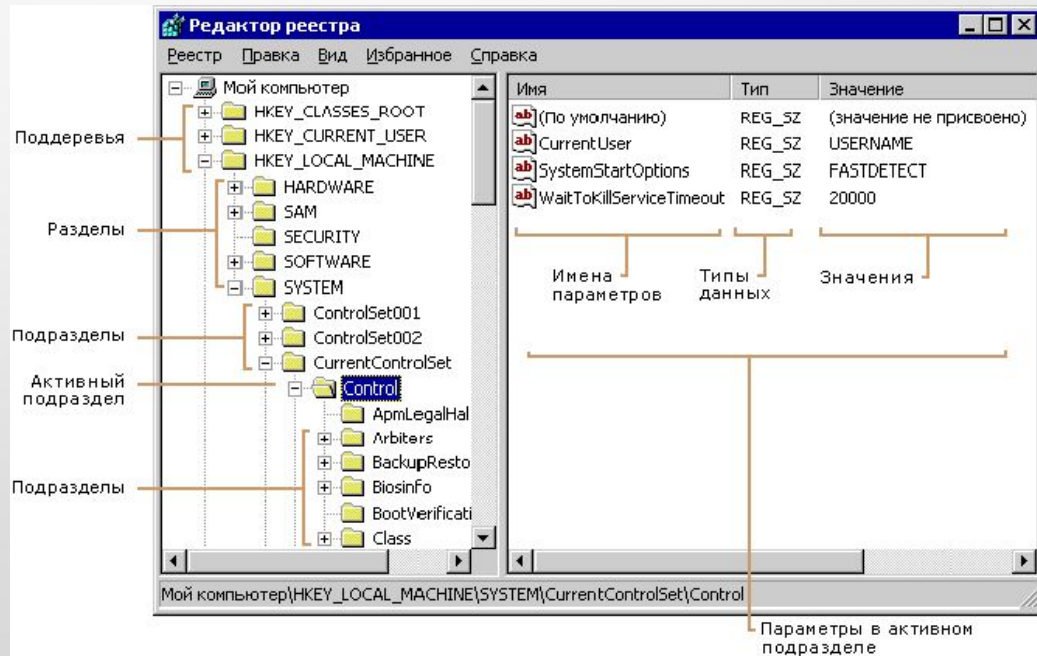 Редактор реестра
Реестр Правка Вид Избранное Справка
Мой компьютер
HKEY_CLASSES_ROOT
HKEY_CURRENT_USER
HKEY_LOCAL_MACHINE
HARDWARE
SAM
SECURITY
SOFTWARE
SYSTEM
ControlSet001
ControlSet002
CurrentControlSet
Control
ApmLegalHal
Arbiters
BackupResto
Biosinfo
BootVerificati
Class
Поддеревья
Разделы
Подразделы
Активный
подраздел
Подразделы
Имя Тип Значение
(По умолчанию) REG_SZ (значение не присвоено)
CurrentUser REG_SZ USERNAME
SystemStartOptions REG_SZ FASTDETECT
WaitToKillServiceTimeout REG_SZ 20000
Имена
параметров
Типы
данных
Значения
Мой компьютер\HKEY_LOCAL_MACHINE\SYSTEM\CurrentControlSet\Control
Параметры в активном
подразделе